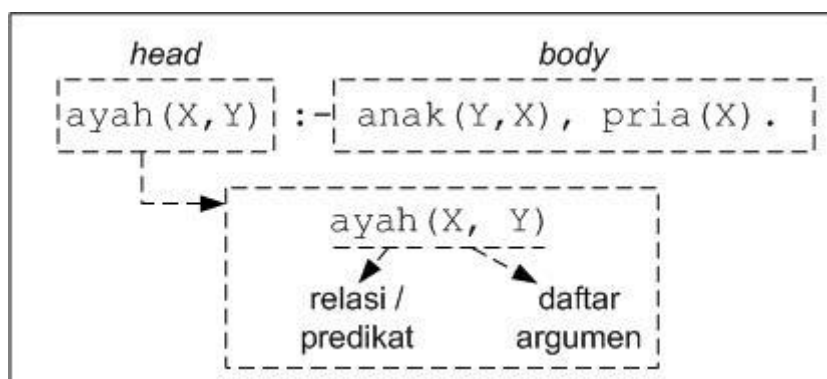 head body
ayah(X,Y) :- anak(Y,X), pria(X).
ayah(X, Y)
relasi / daftar
predikat argumen